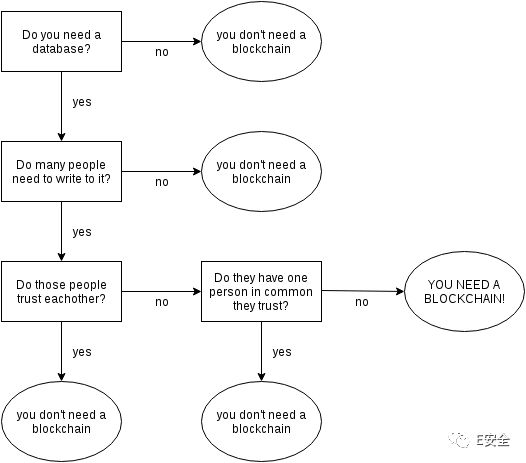 Do you need a
database?
no
you don't need a
blockchain
yes
Do many people
need to write to it?
no
you don't need a
blockchain
yes
Do those people
trust eachother?
no
Do they have one
person in common
they trust?
no
YOU NEED A
BLOCKCHAIN!
yes
yes
you don't need a
blockchain
you don't need a
blockchain
E安全